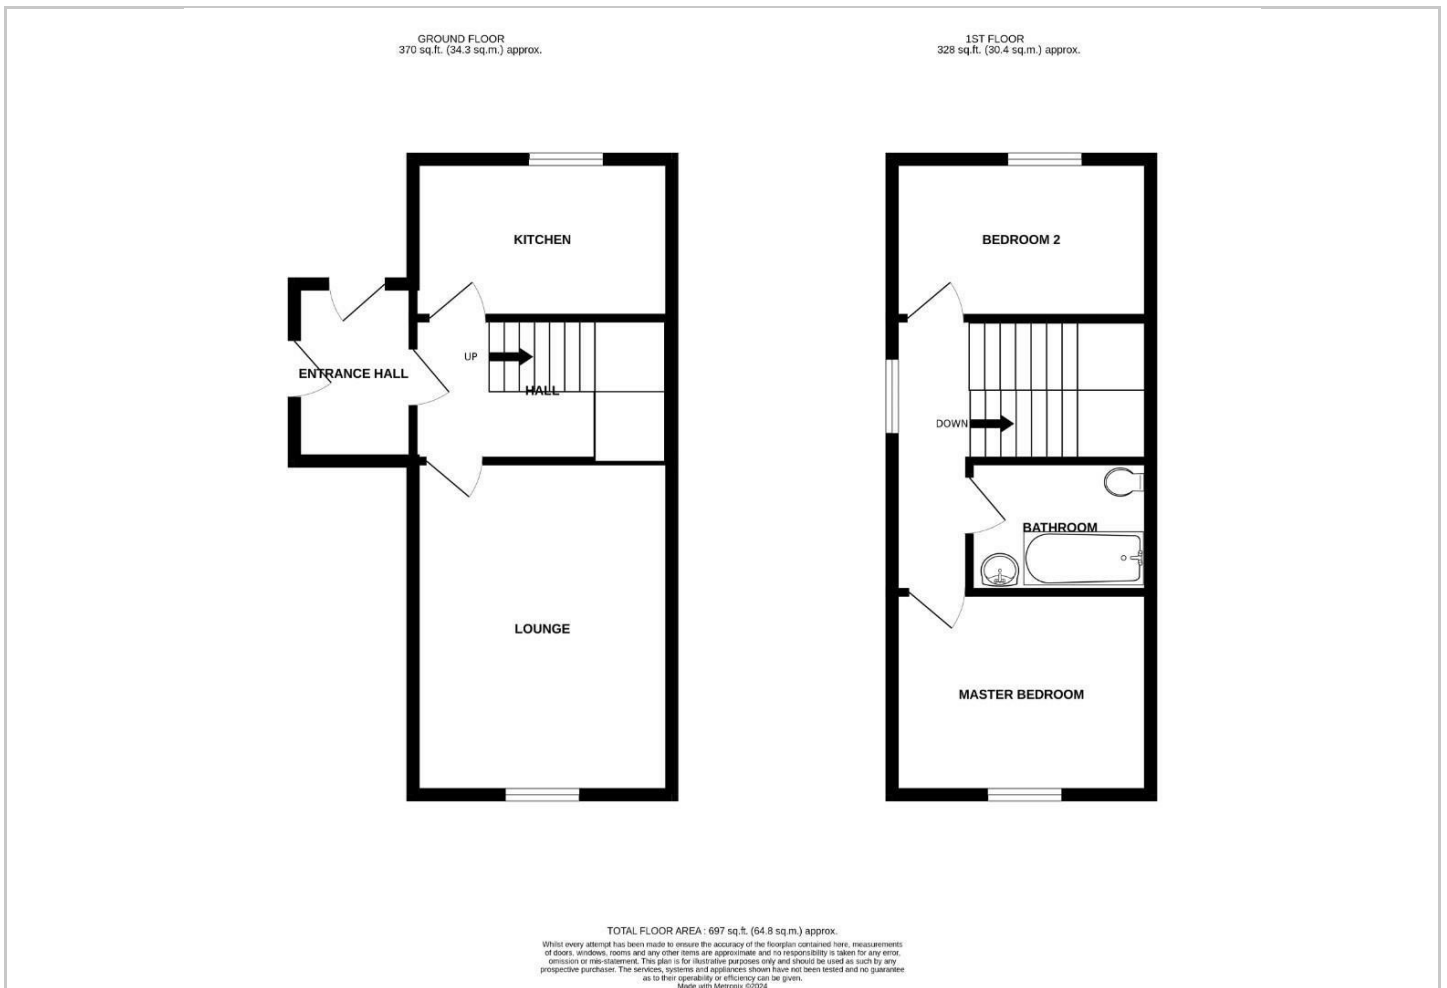 GROUND FLOOR
370 sq.ft. (34.3 sq.m.) approx.
1ST FLOOR
328 sq.ft. (30.4 sq.m.) approx.
KITCHEN
BEDROOM 2
UP
ENTRANCE HALL
HALL
DOWN
BATHROOM
LOUNGE
MASTER BEDROOM
TOTAL FLOOR AREA : 697 sq.ft. (64.8 sq.m.) approx.
Whilst every attempt has been made to ensure the accuracy of the floorplan contained here, measurements
of doors, windows, rooms and any other items are approximate and no responsibility is taken for any error,
omission or mis-statement. This plan is for illustrative purposes only and should be used as such by any
prospective purchaser. The services, systems and appliances shown have not been tested and no guarantee
as to their operability or efficiency can be given.
Made with Metropix ©2024